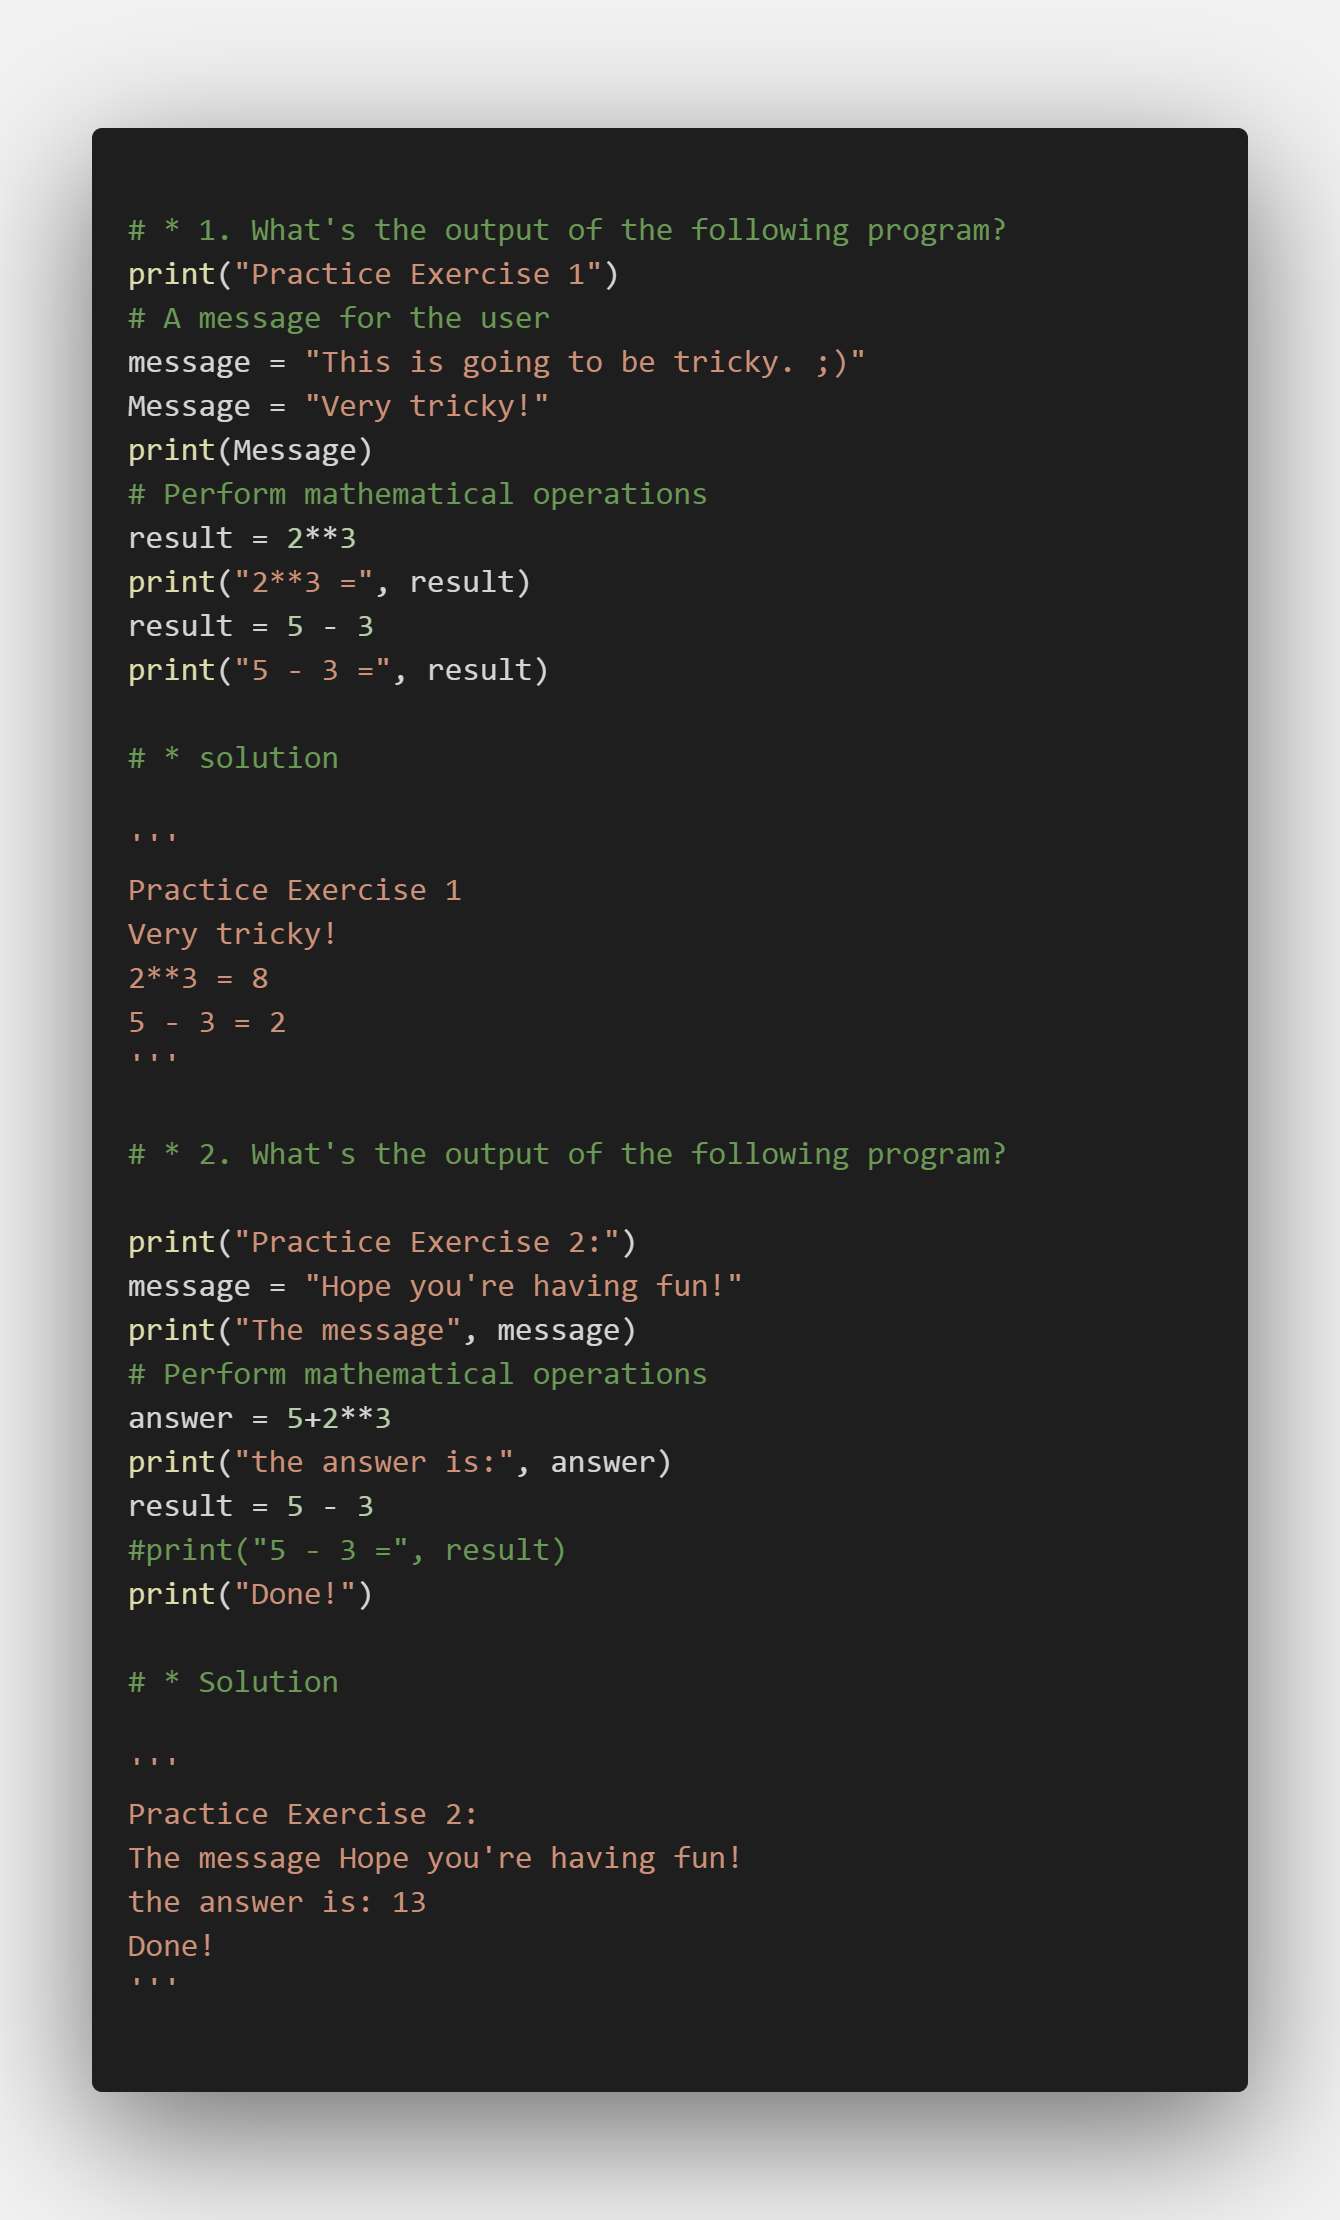 # * 1. What's the output of the following program?
print("Practice Exercise 1")
# A message for the user
message = "This is going to be tricky. ;)"
Message = "Very tricky!"
print(Message)
# Perform mathematical operations
result = 2**3
print("2**3 =", result)
result = 5 - 3
print("5 - 3 =", result)
# * solution
'''
Practice Exercise 1
Very tricky!
2**3 = 8
5 - 3 = 2
'''
# * 2. What's the output of the following program?
print("Practice Exercise 2:")
message = "Hope you're having fun!"
print("The message", message)
# Perform mathematical operations
answer = 5+2**3
print("the answer is:", answer)
result = 5 - 3
#print("5 - 3 =", result)
print("Done!")
# * Solution
'''
Practice Exercise 2:
The message Hope you're having fun!
the answer is: 13
Done!
'''